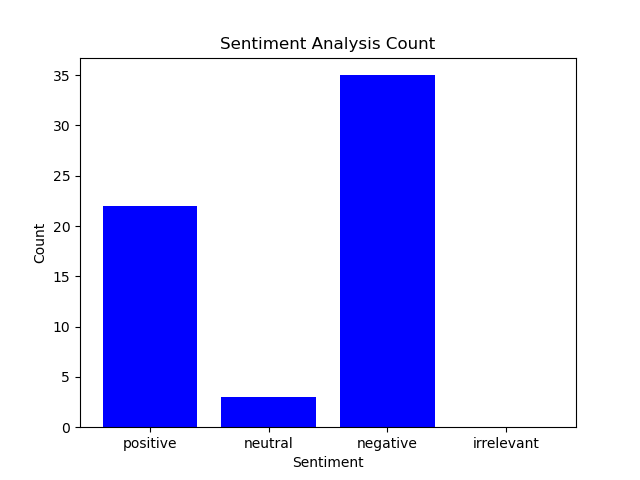 Sentiment Analysis Count
Count
35
30
25
20
15
10
5
0
positive neutral negative irrelevant
Sentiment